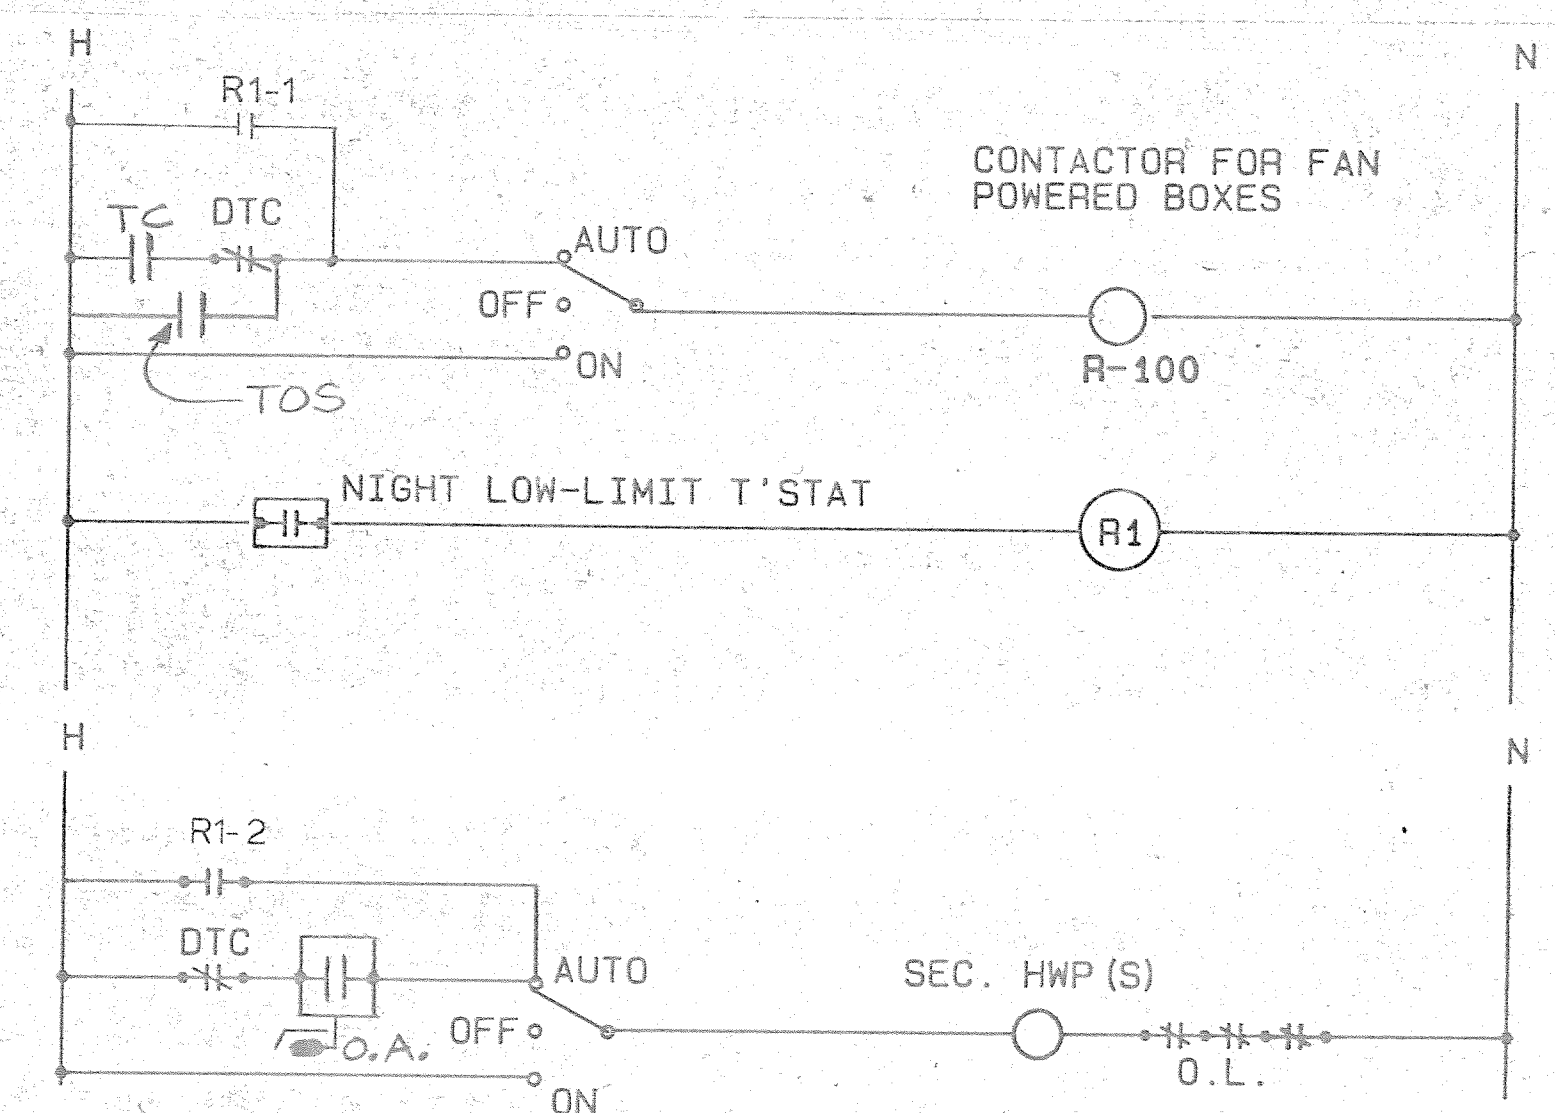 H
N
R1-1
CONTACTOR FOR FAN
POWERED BOXES
TC
DTC
AUTO
OFF
ON
R-100
TOS
NIGHT LOW-LIMIT T'STAT
R1
H
N
R1-2
DTC
AUTO
SEC. HWP(S)
OFF
O.A.
O.L.
ON